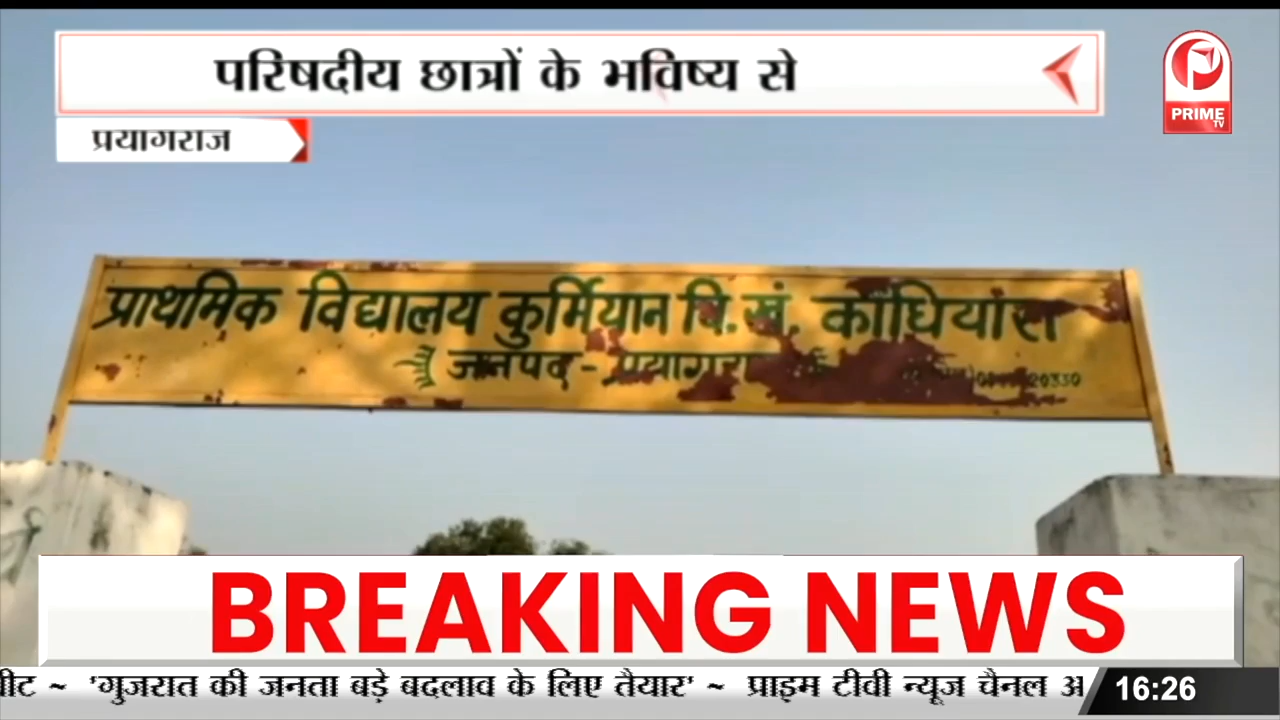 परिषदीय छात्रों के भविष्य से
PRIME
TV
प्रयागराज
प्राथमिक विद्यालय कुर्मियान वि.खं. कौंधियारा
जनपद - प्रयागराज
20330
BREAKING NEWS
'गुजरात की जनता बड़े बदलाव के लिए तैयार' ~ प्राइम टीवी न्यूज चैनल अ
16:26